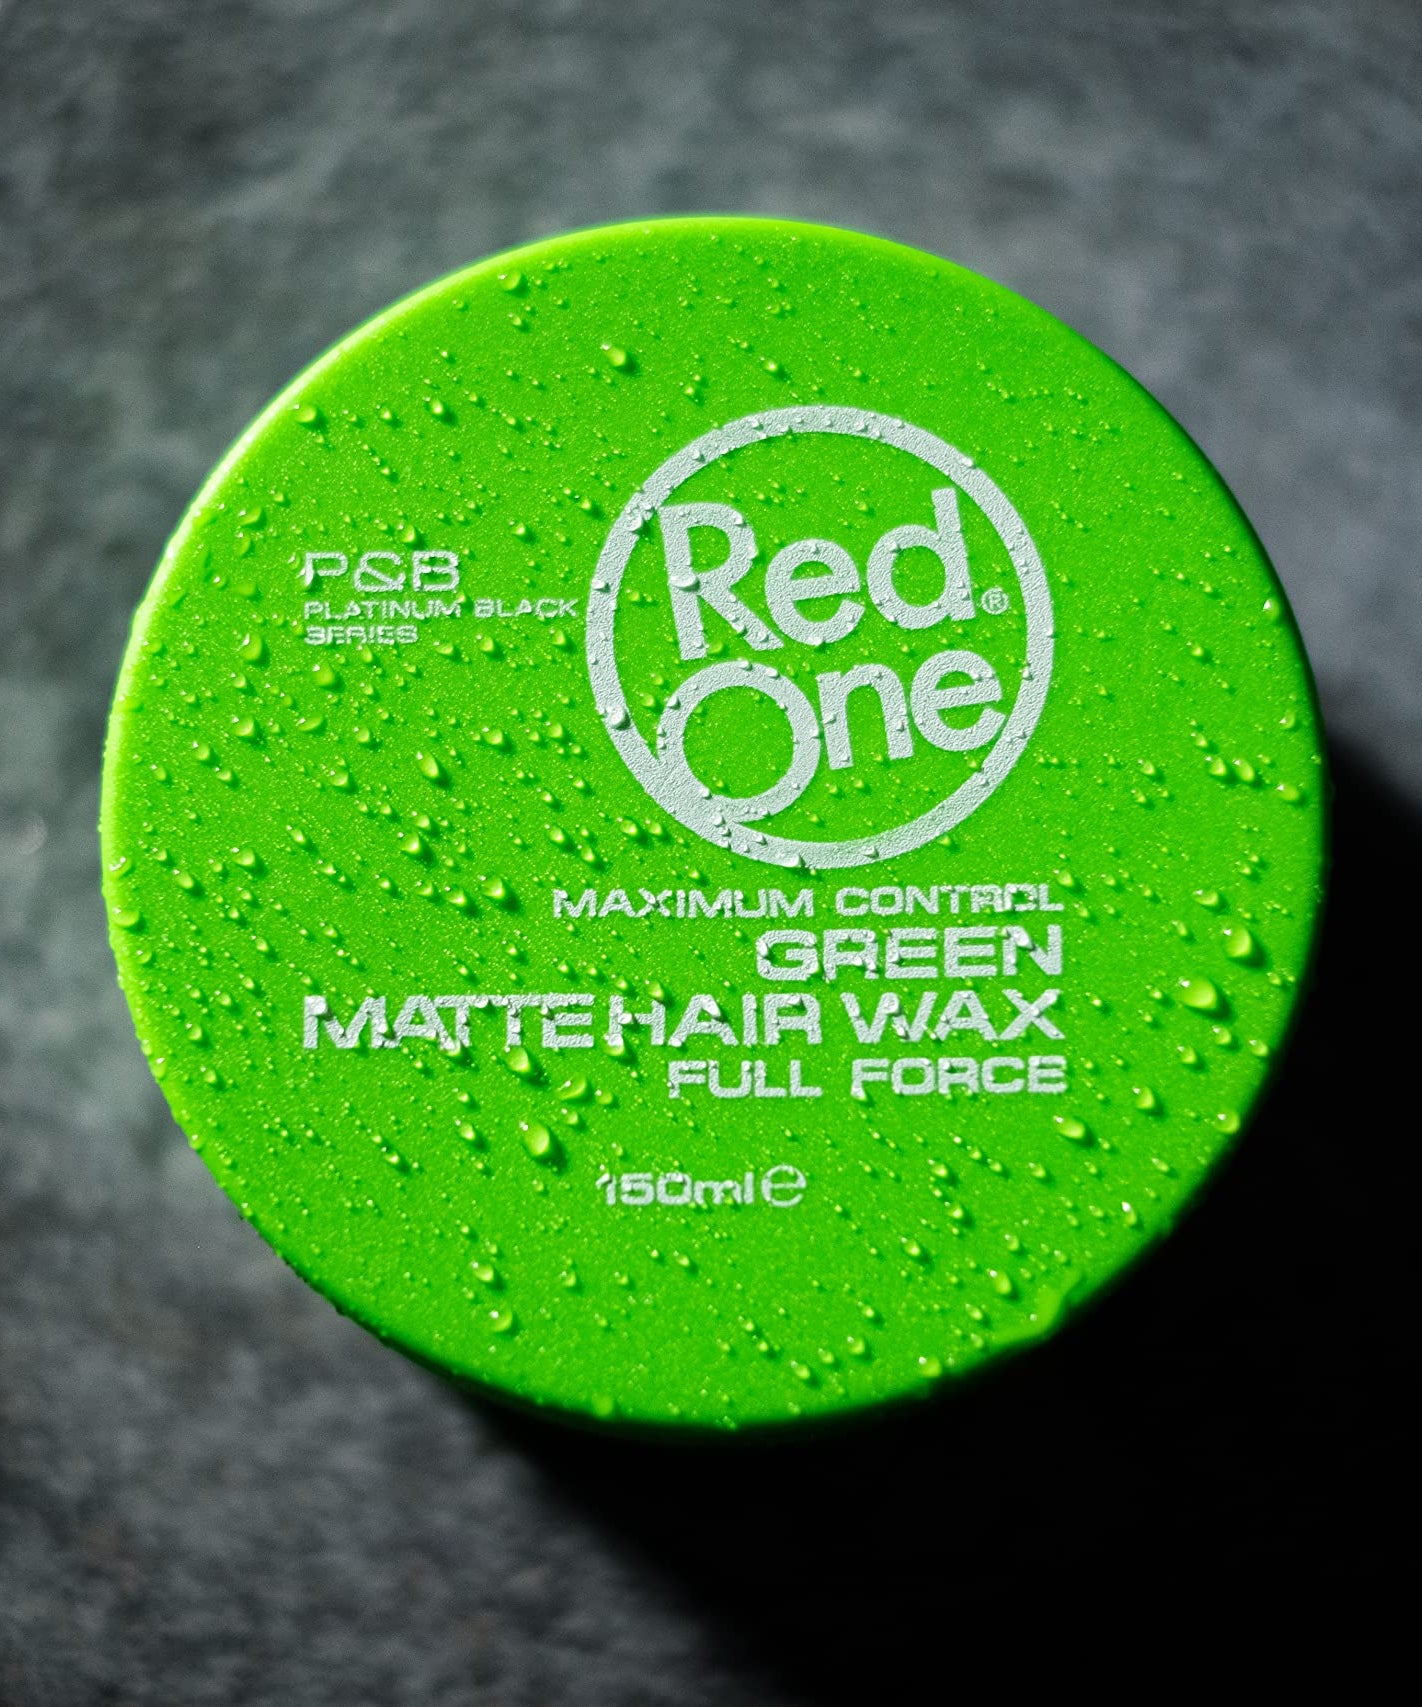 Red
One®
P&B
PLATINUM BLACK
SERIES
MAXIMUM CONTROL
GREEN
MATTE HAIR WAX
FULL FORCE
150ml e